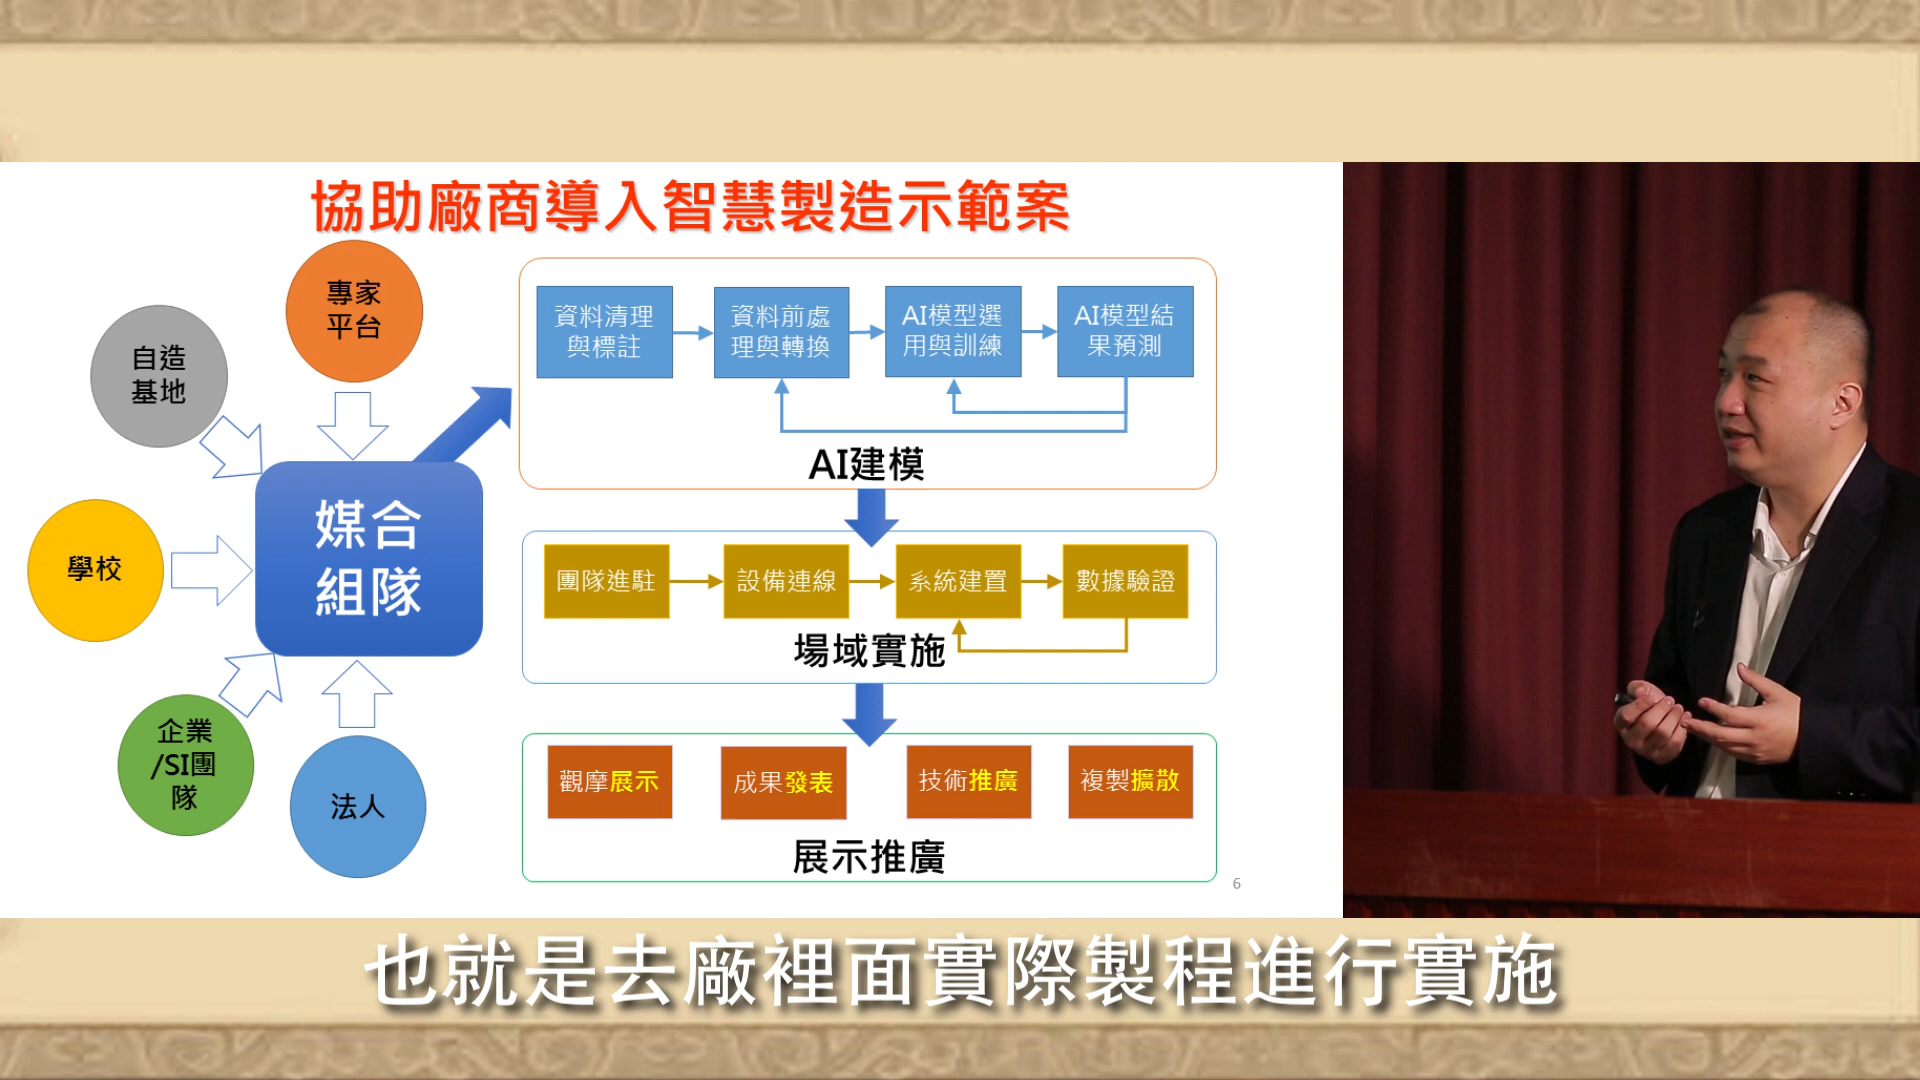 協助廠商導入智慧製造示範案
專家
平台
自造
基地
學校
企業
/SI團
隊
法人
媒合
組隊
資料清理
與標註
資料前處
理與轉換
AI模型選
用與訓練
AI模型結
果預測
AI建模
團隊進駐
設備連線
系統建置
數據驗證
場域實施
觀摩展示
成果發表
技術推廣
複製擴散
展示推廣
6
也就是去廠裡面實際製程進行實施